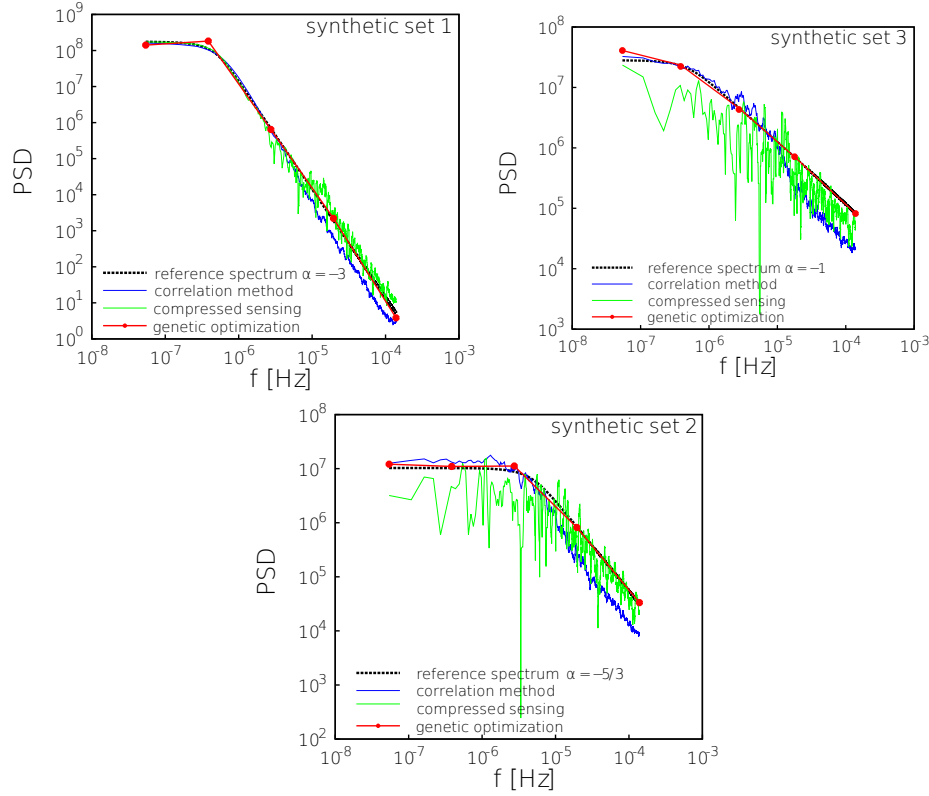 synthetic set 1
PSD
10^9
10^8
10^7
10^6
10^5
10^4
10^3
10^2
10^1
10^0
reference spectrum α = −3
correlation method
compressed sensing
genetic optimization
10^-8 10^-7 10^-6 10^-5 10^-4 10^-3
f [Hz]
synthetic set 3
PSD
10^8
10^7
10^6
10^5
10^4
10^3
reference spectrum α = −1
correlation method
compressed sensing
genetic optimization
10^-8 10^-7 10^-6 10^-5 10^-4 10^-3
f [Hz]
synthetic set 2
PSD
10^8
10^7
10^6
10^5
10^4
10^3
10^2
reference spectrum α = −5/3
correlation method
compressed sensing
genetic optimization
10^-8 10^-7 10^-6 10^-5 10^-4 10^-3
f [Hz]